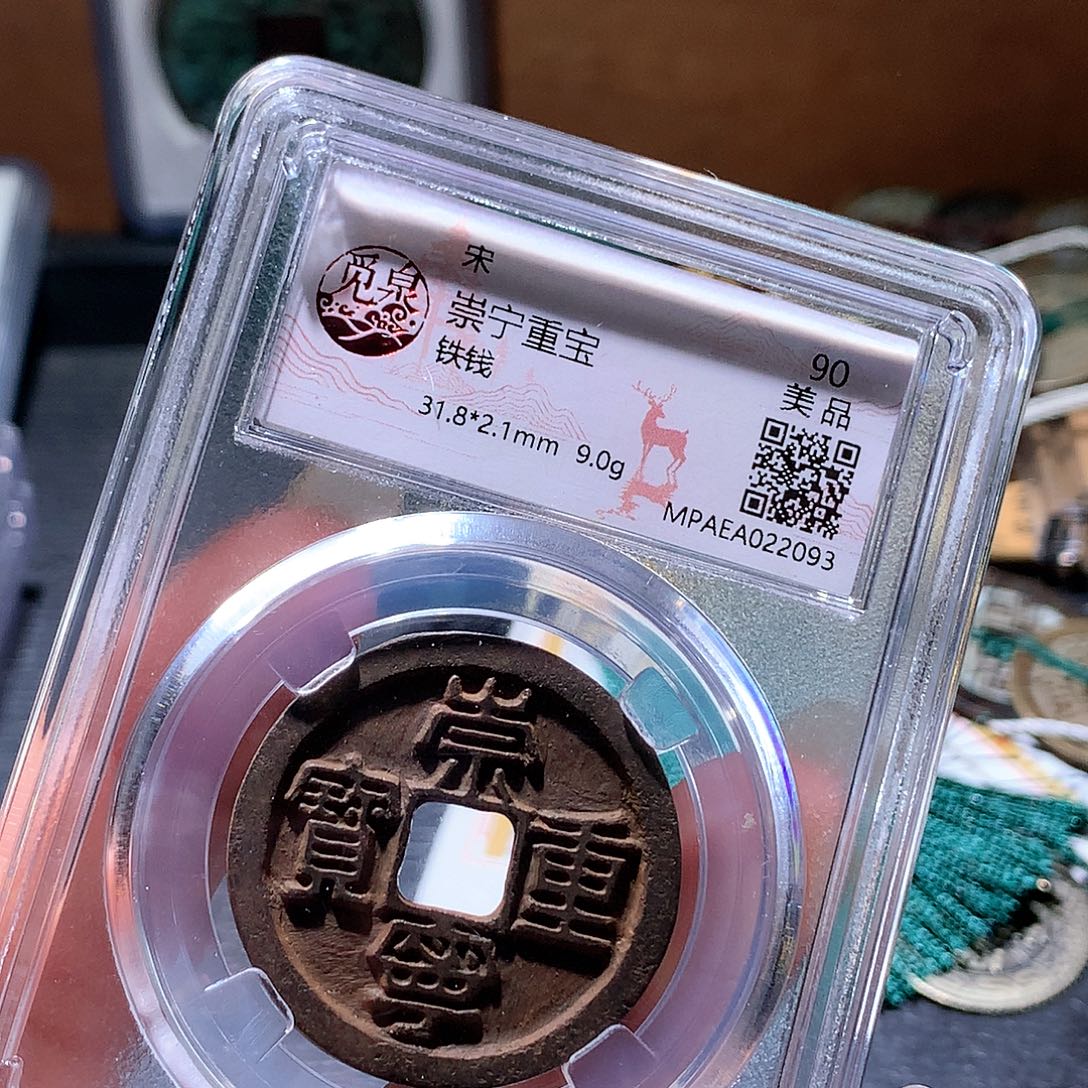 觅泉
宋
崇宁重宝
铁钱
31.8*2.1mm 9.0g
90
美品
MPAEA022093
崇
寶 重
寧